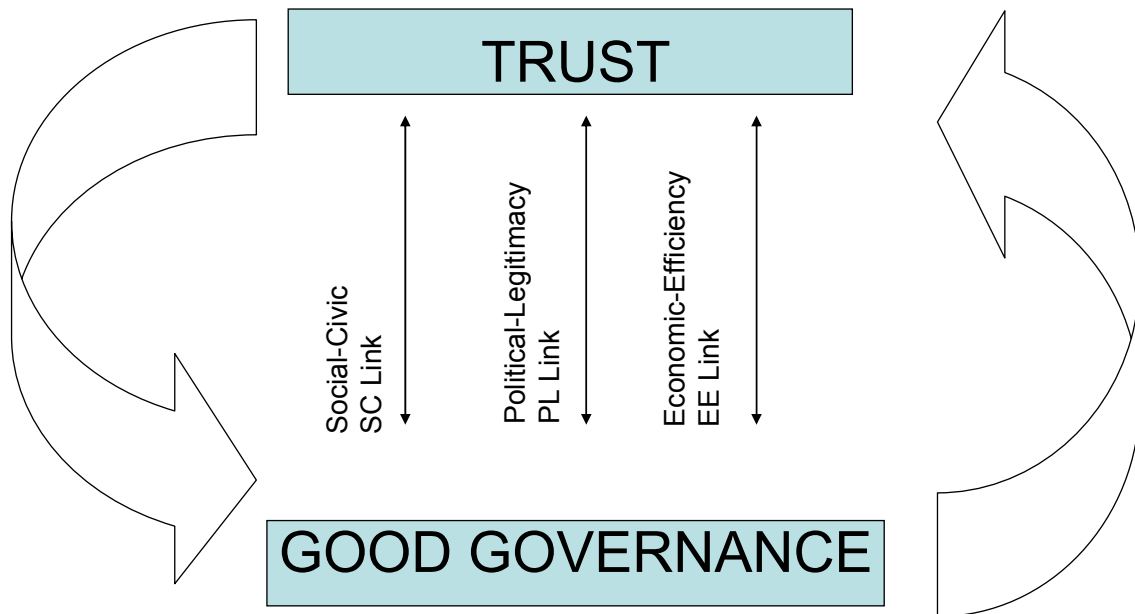 TRUST
Social-Civic
SC Link
Political-Legitimacy
PL Link
Economic-Efficiency
EE Link
GOOD GOVERNANCE